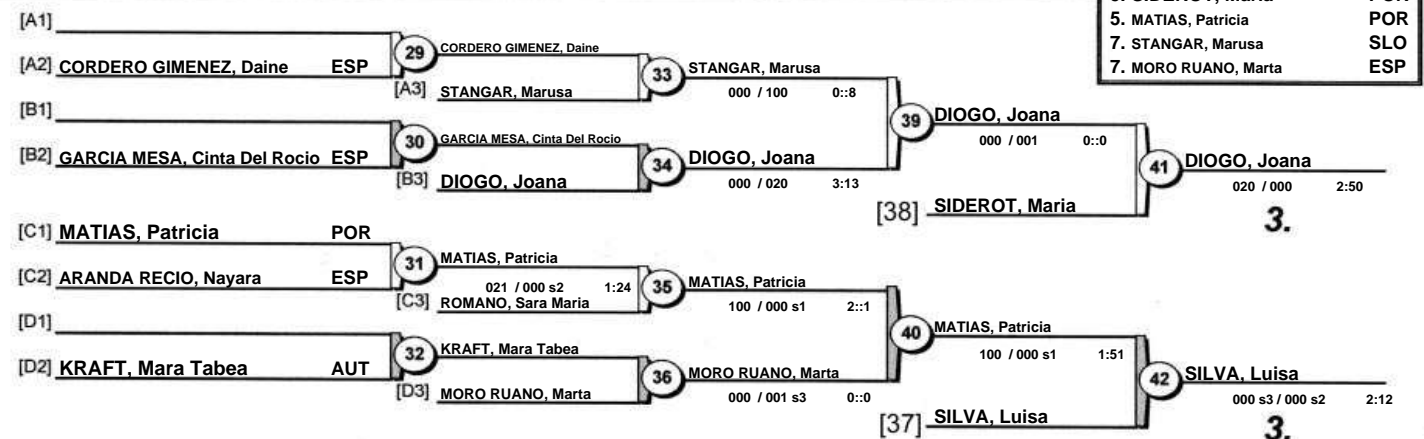 5. MATIAS, Patricia POR
7. STANGAR, Marusa SLO
7. MORO RUANO, Marta ESP
[A1]
[A2] CORDERO GIMENEZ, Daine ESP
29
CORDERO GIMENEZ, Daine
[A3] STANGAR, Marusa
33
STANGAR, Marusa
000 / 100 0::8
[B1]
[B2] GARCIA MESA, Cinta Del Rocio ESP
30
GARCIA MESA, Cinta Del Rocio
[B3] DIOGO, Joana
34
DIOGO, Joana
000 / 020 3:13
39
DIOGO, Joana
000 / 001 0::0
[38] SIDEROT, Maria
41
DIOGO, Joana
020 / 000 2:50
3.
[C1] MATIAS, Patricia POR
[C2] ARANDA RECIO, Nayara ESP
31
MATIAS, Patricia
021 / 000 s2 1:24
[C3] ROMANO, Sara Maria
35
MATIAS, Patricia
100 / 000 s1 2::1
[D1]
[D2] KRAFT, Mara Tabea AUT
32
KRAFT, Mara Tabea
[D3] MORO RUANO, Marta
36
MORO RUANO, Marta
000 / 001 s3 0::0
40
MATIAS, Patricia
100 / 000 s1 1:51
[37] SILVA, Luisa
42
SILVA, Luisa
000 s3 / 000 s2 2:12
3.